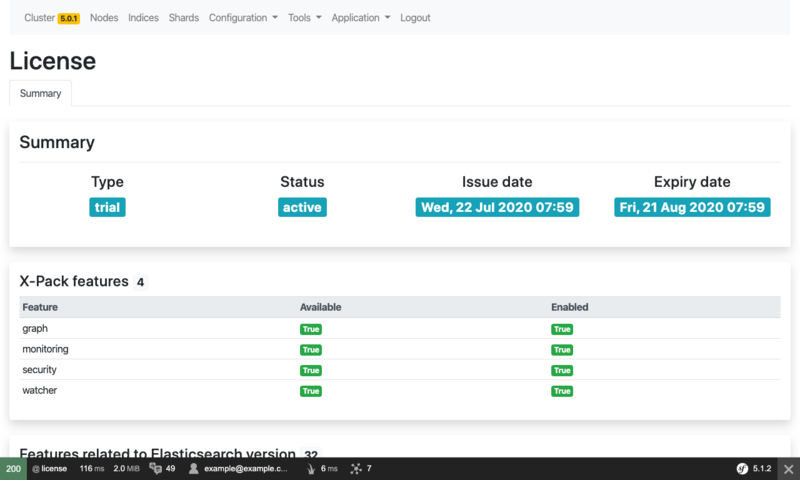 Cluster 5.0.1 Nodes Indices Shards Configuration Tools Application Logout
License
Summary
Summary
Type Status Issue date Expiry date
trial active Wed, 22 Jul 2020 07:59 Fri, 21 Aug 2020 07:59
X-Pack features 4
Feature Available Enabled
graph True True
monitoring True True
security True True
watcher True True
Features related to Elasticsearch version 32
200 @ license 116 ms 2.0 MiB 49 example@example.c... 6 ms 7 sf 5.1.2